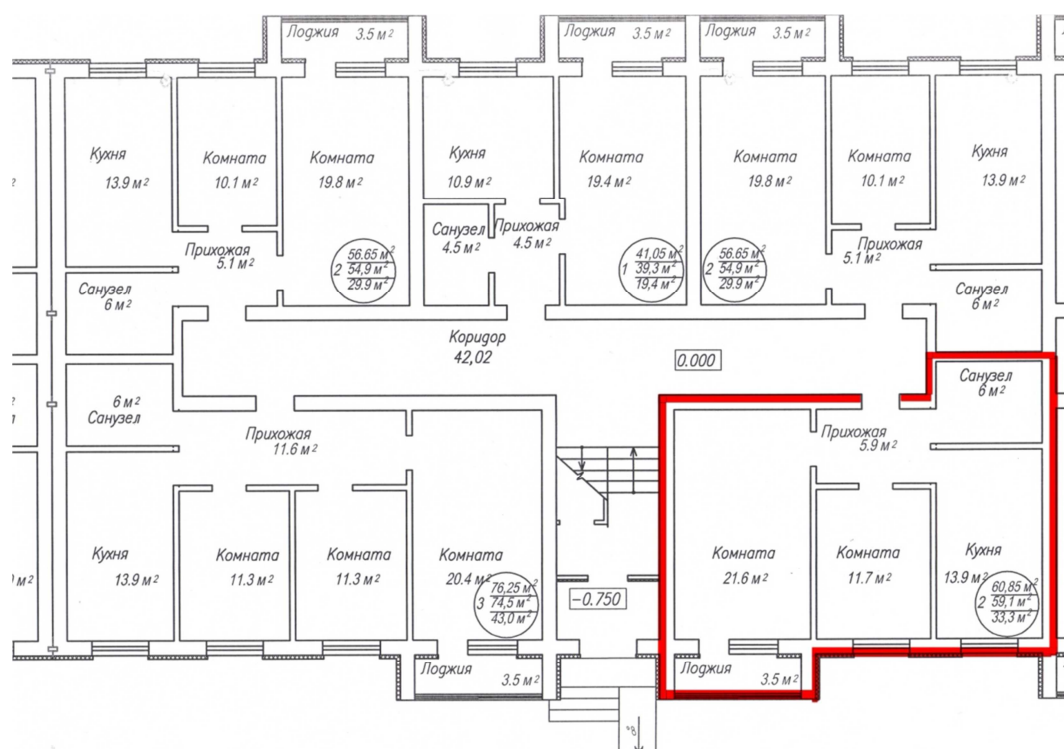 Лоджия 3.5 м²
Лоджия 3.5 м²
Лоджия 3.5 м²
Кухня
13.9 м²
Комната
10.1 м²
Комната
19.8 м²
Кухня
10.9 м²
Комната
19.4 м²
Комната
19.8 м²
Комната
10.1 м²
Кухня
13.9 м²
Прихожая
5.1 м²
Санузел
4.5 м²
Прихожая
4.5 м²
Прихожая
5.1 м²
2
56.65 м²
54,9 м²
29.9 м²
1
41,05 м²
39,3 м²
19,4 м²
2
56.65 м²
54,9 м²
29.9 м²
Санузел
6 м²
Санузел
6 м²
Коридор
42,02
0.000
6 м²
Санузел
Санузел
6 м²
Прихожая
11.6 м²
Прихожая
5.9 м²
Кухня
13.9 м²
Комната
11.3 м²
Комната
11.3 м²
Комната
20.4 м²
3
76,25 м²
74,5 м²
43,0 м²
-0.750
Комната
21.6 м²
Комната
11.7 м²
Кухня
13.9 м²
2
60,85 м²
59,1 м²
33,3 м²
Лоджия
3.5 м²
Лоджия
3.5 м²